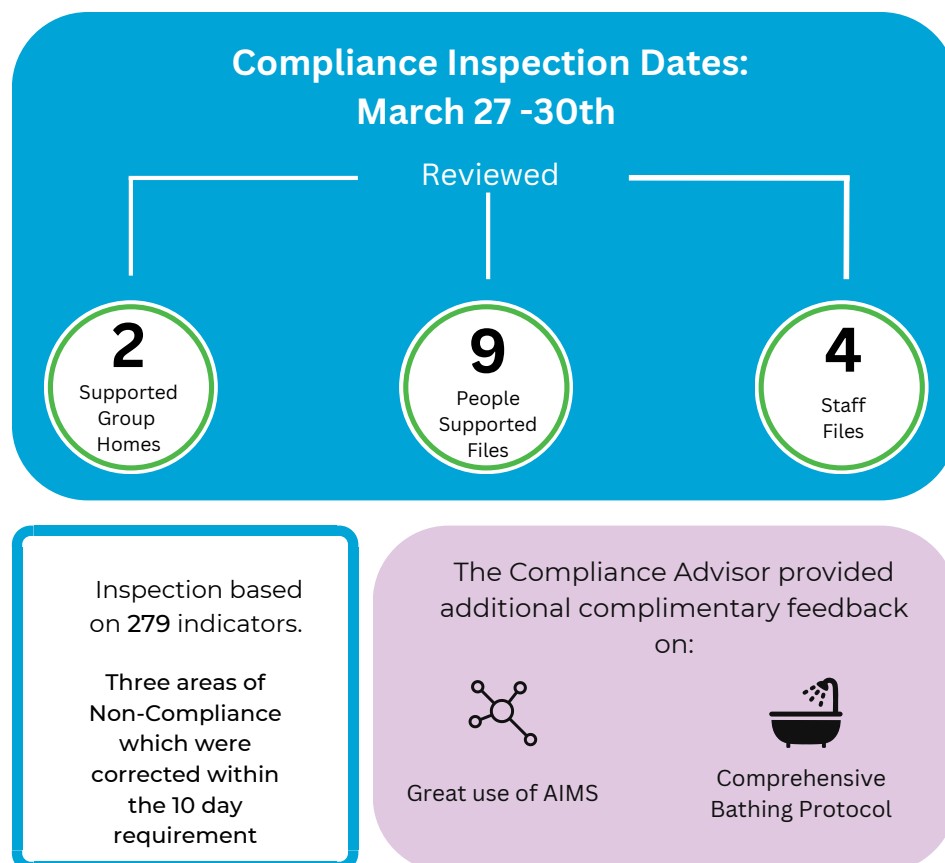 Compliance Inspection Dates:
March 27 -30th
Reviewed
2
Supported
Group
Homes
9
People
Supported
Files
4
Staff
Files
Inspection based
on 279 indicators.
Three areas of
Non-Compliance
which were
corrected within
the 10 day
requirement
The Compliance Advisor provided
additional complimentary feedback
on:
Great use of AIMS
Comprehensive
Bathing Protocol